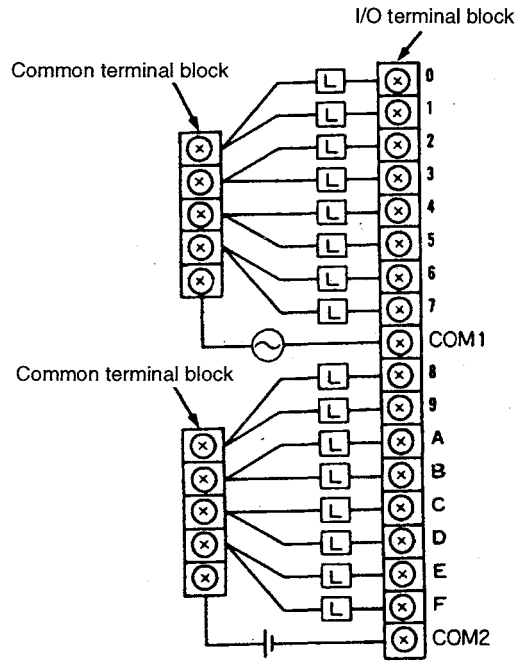 I/O terminal block
Common terminal block
L 0
L 1
L 2
L 3
L 4
L 5
L 6
L 7
COM1
Common terminal block
L 8
L 9
L A
L B
L C
L D
L E
L F
COM2